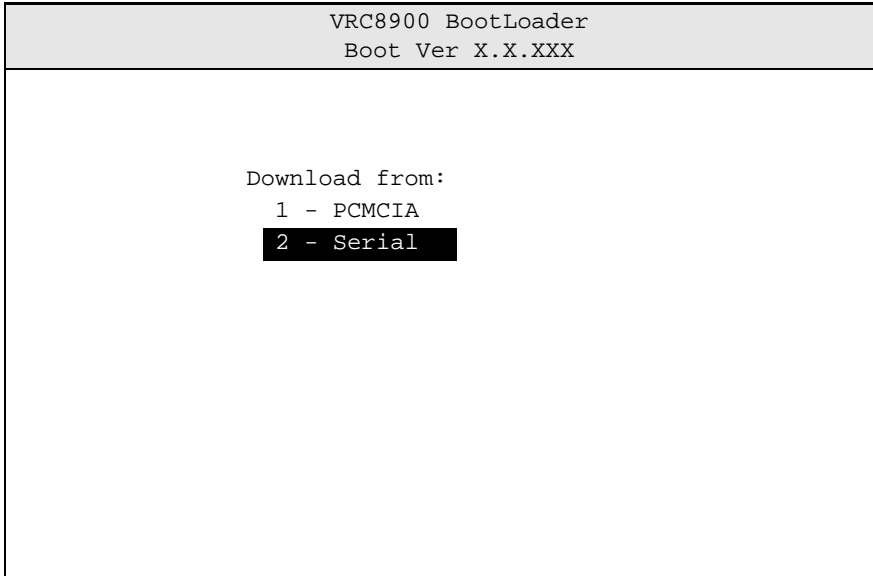 VRC8900 BootLoader
Boot Ver X.X.XXX
Download from:
1 - PCMCIA
2 - Serial